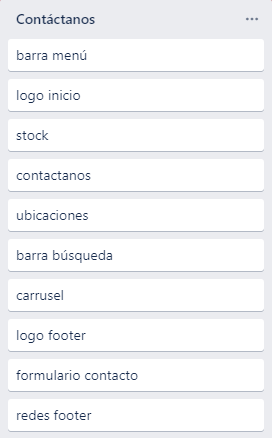 Contáctanos
barra menú
logo inicio
stock
contactanos
ubicaciones
barra búsqueda
carrusel
logo footer
formulario contacto
redes footer